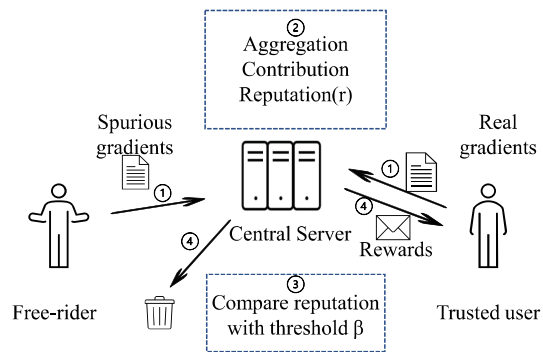 ②
Aggregation
Contribution
Reputation(r)
Spurious
gradients
①
Real
gradients
①
④
Central Server
④
Rewards
Free-rider
③
Compare reputation
with threshold β
Trusted user